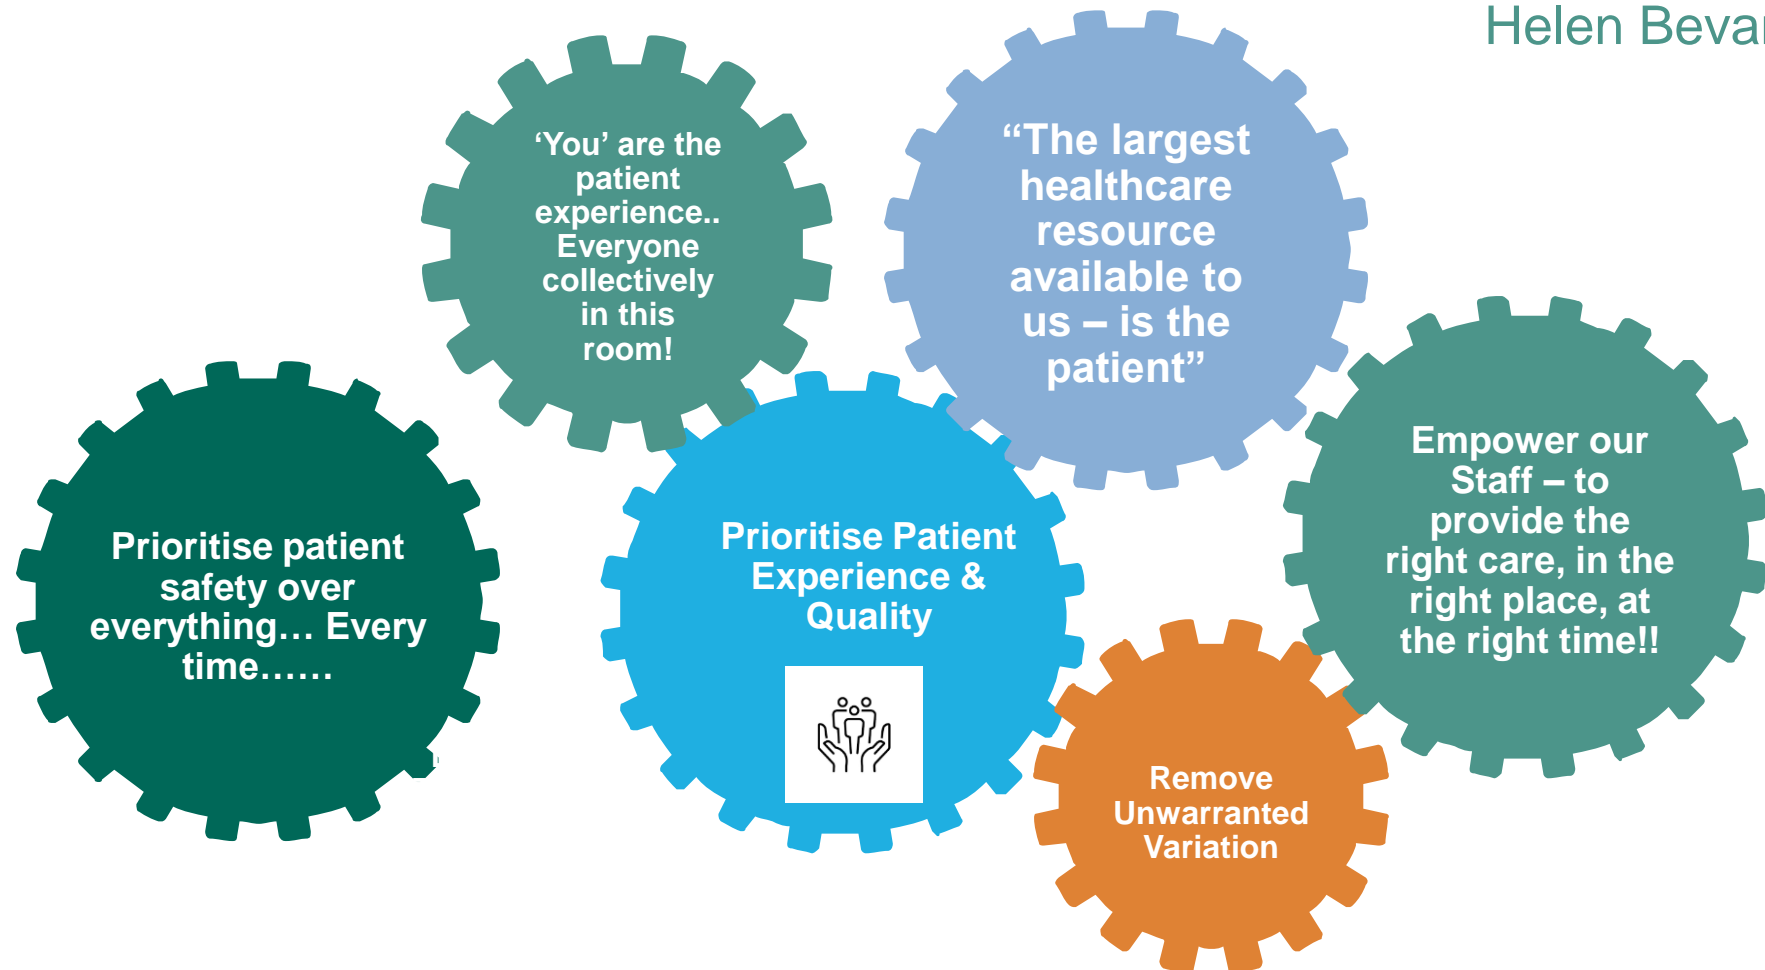 Helen Bevan
‘You’ are the
patient
experience..
Everyone
collectively
in this
room!
“The largest
healthcare
resource
available to
us – is the
patient”
Prioritise patient
safety over
everything… Every
time……
Prioritise Patient
Experience &
Quality
Empower our
Staff – to
provide the
right care, in the
right place, at
the right time!!
Remove
Unwarranted
Variation